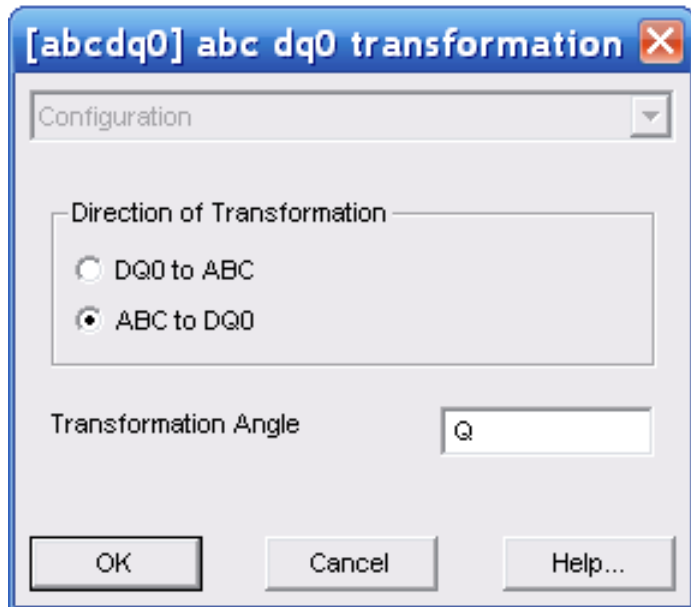 [abcdq0] abc dq0 transformation
Configuration
Direction of Transformation
DQ0 to ABC
ABC to DQ0
Transformation Angle
Q
OK Cancel Help...